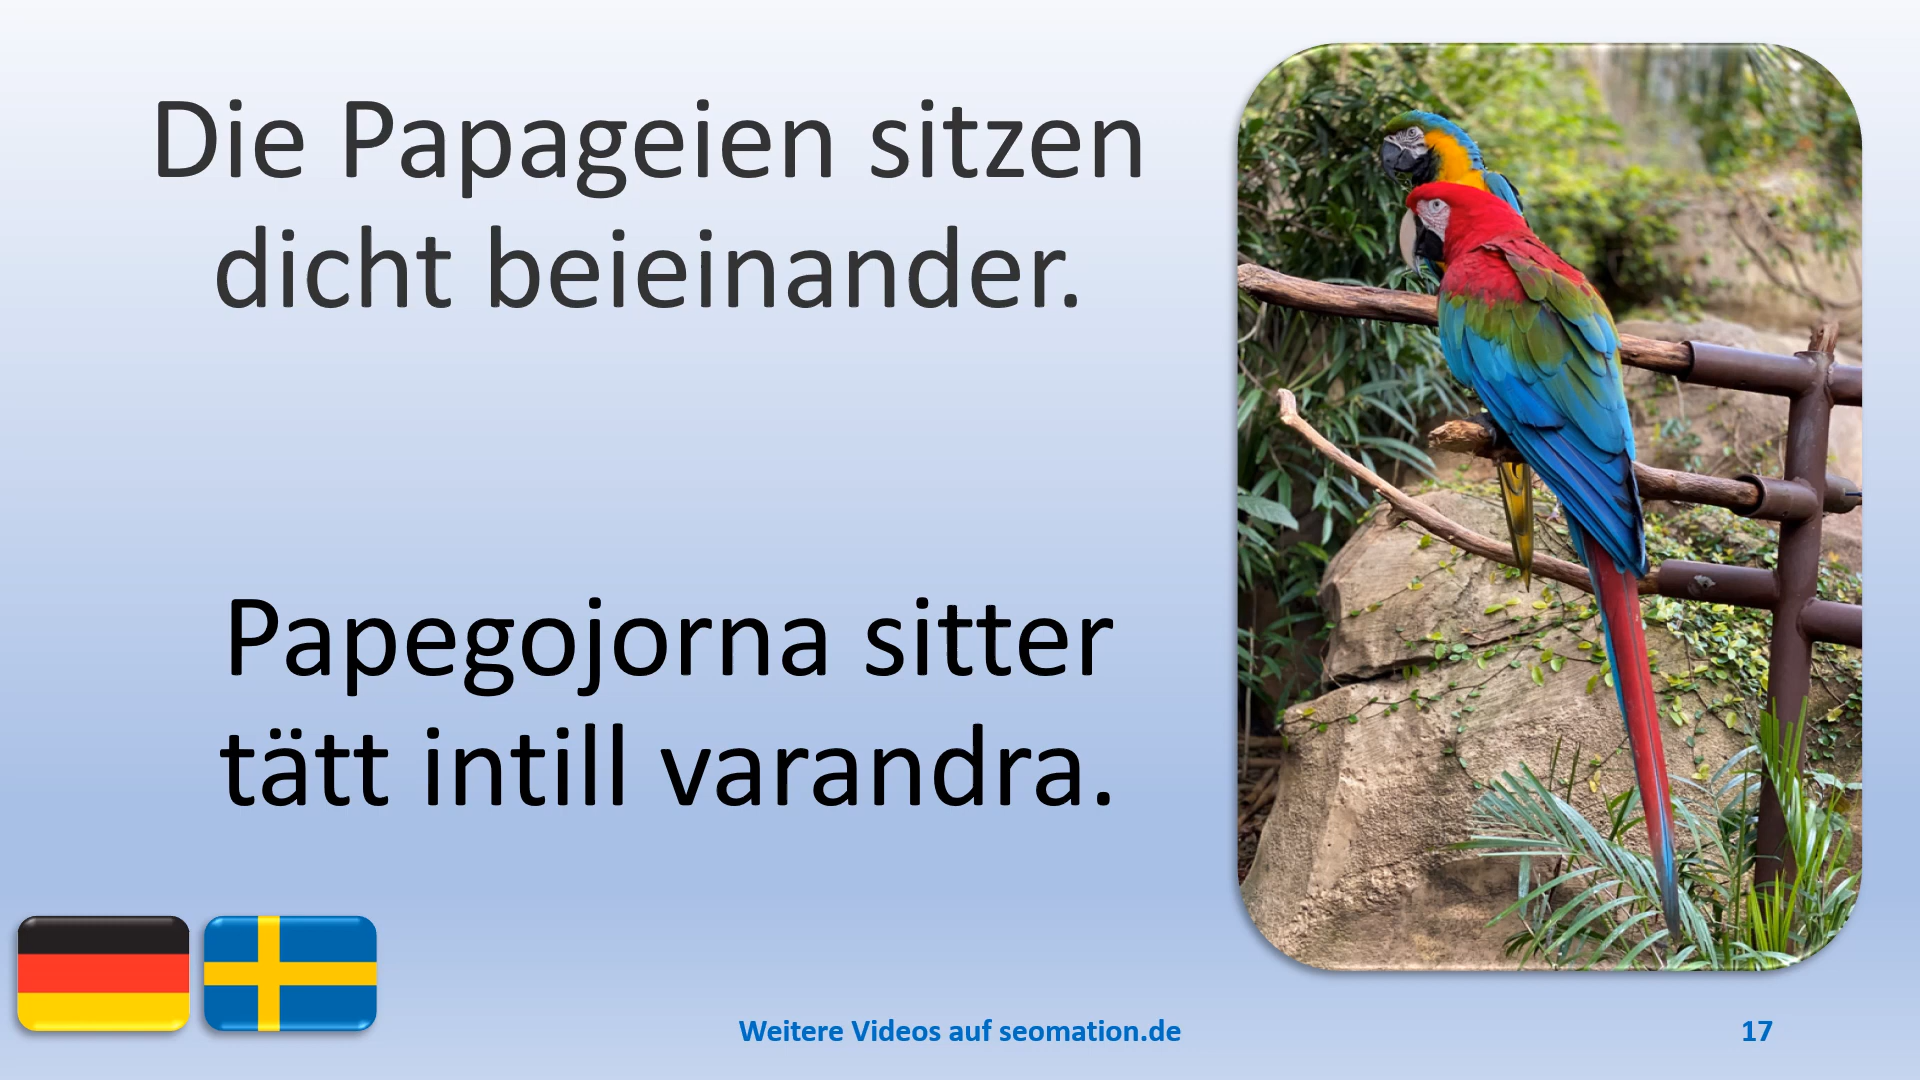 Die Papageien sitzen
dicht beieinander.
Papegojorna sitter
tätt intill varandra.
Weitere Videos auf seomation.de
17